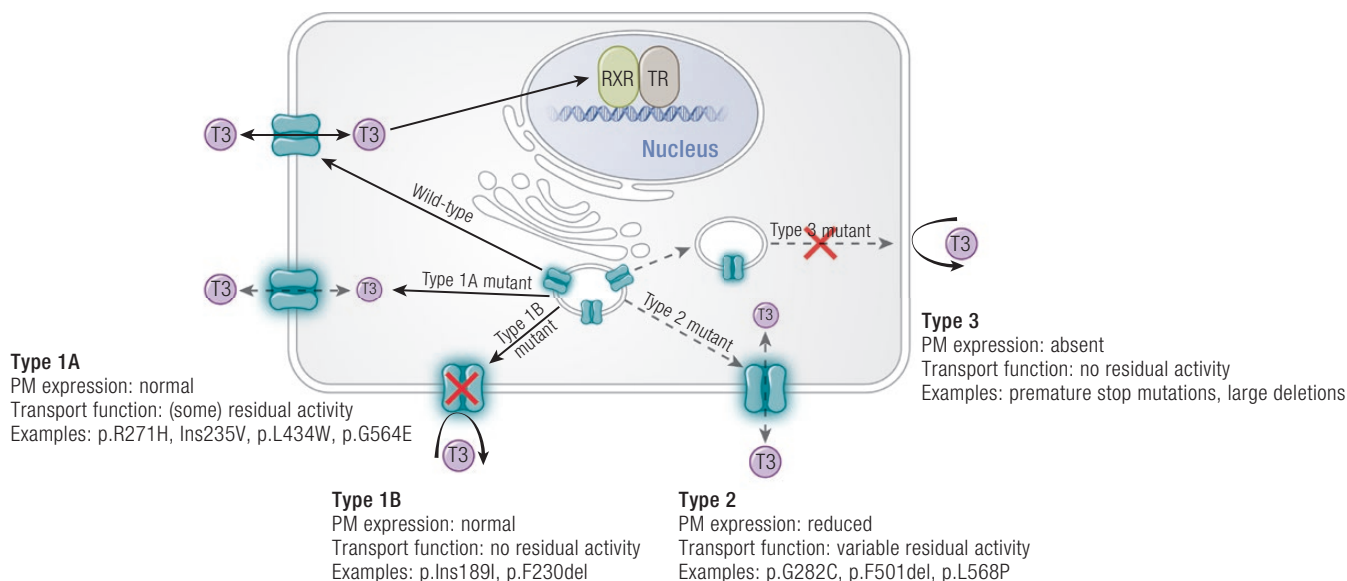 RXR
TR
T3
T3
Nucleus
Wild-type
Type 3 mutant
T3
T3
Type 1A mutant
T3
Type 1B
mutant
Type 2 mutant
T3
T3
T3
Type 1A
PM expression: normal
Transport function: (some) residual activity
Examples: p.R271H, Ins235V, p.L434W, p.G564E
Type 1B
PM expression: normal
Transport function: no residual activity
Examples: p.Ins189I, p.F230del
Type 2
PM expression: reduced
Transport function: variable residual activity
Examples: p.G282C, p.F501del, p.L568P
Type 3
PM expression: absent
Transport function: no residual activity
Examples: premature stop mutations, large deletions